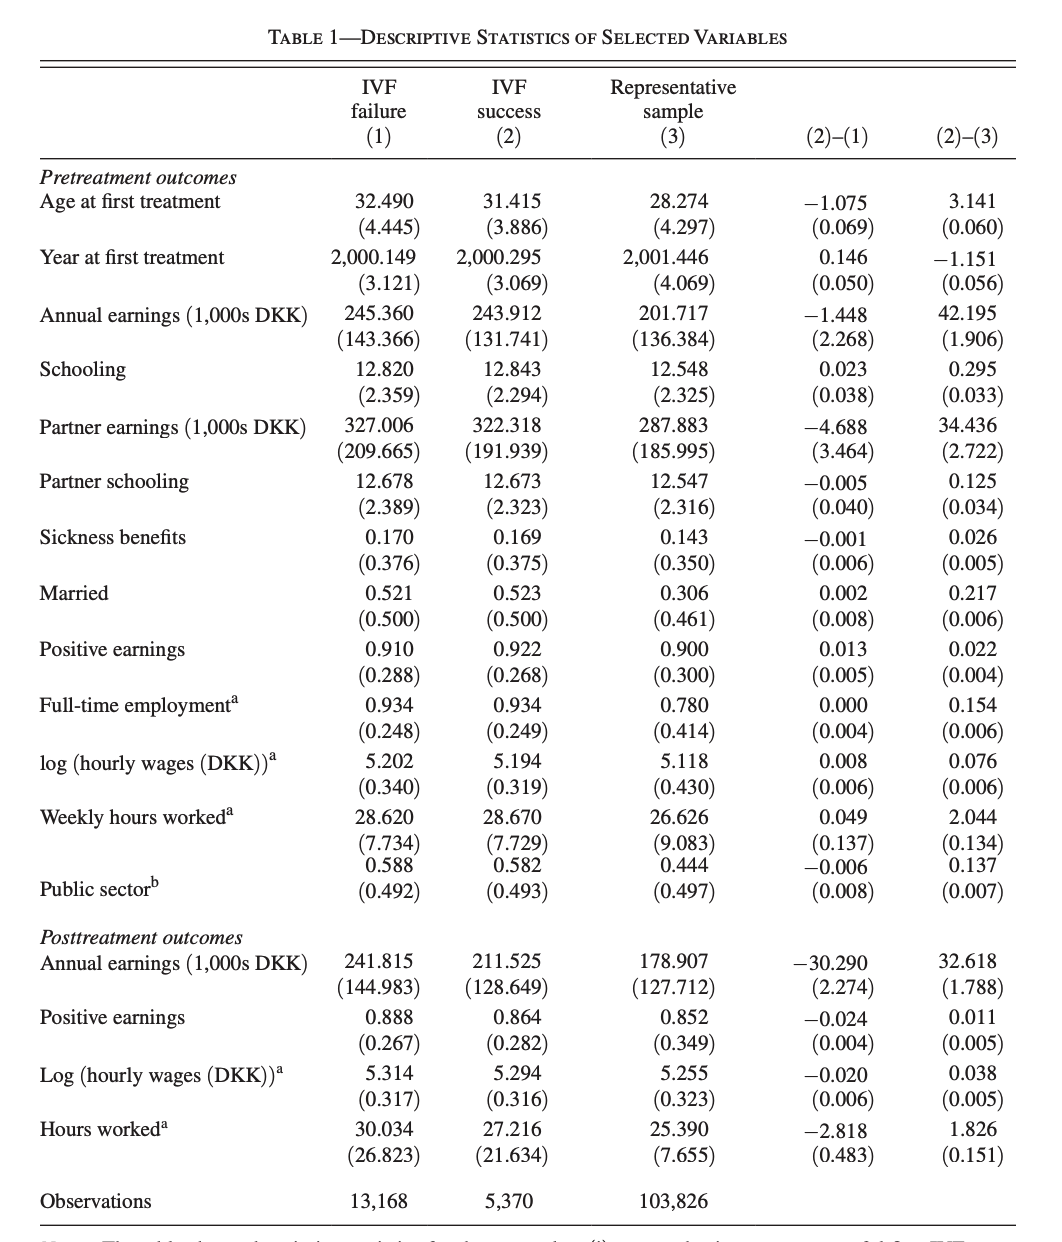 TABLE 1—DESCRIPTIVE STATISTICS OF SELECTED VARIABLES
IVF failure (1) IVF success (2) Representative sample (3) (2)–(1) (2)–(3)
Pretreatment outcomes
Age at first treatment 32.490 31.415 28.274 −1.075 3.141
(4.445) (3.886) (4.297) (0.069) (0.060)
Year at first treatment 2,000.149 2,000.295 2,001.446 0.146 −1.151
(3.121) (3.069) (4.069) (0.050) (0.056)
Annual earnings (1,000s DKK) 245.360 243.912 201.717 −1.448 42.195
(143.366) (131.741) (136.384) (2.268) (1.906)
Schooling 12.820 12.843 12.548 0.023 0.295
(2.359) (2.294) (2.325) (0.038) (0.033)
Partner earnings (1,000s DKK) 327.006 322.318 287.883 −4.688 34.436
(209.665) (191.939) (185.995) (3.464) (2.722)
Partner schooling 12.678 12.673 12.547 −0.005 0.125
(2.389) (2.323) (2.316) (0.040) (0.034)
Sickness benefits 0.170 0.169 0.143 −0.001 0.026
(0.376) (0.375) (0.350) (0.006) (0.005)
Married 0.521 0.523 0.306 0.002 0.217
(0.500) (0.500) (0.461) (0.008) (0.006)
Positive earnings 0.910 0.922 0.900 0.013 0.022
(0.288) (0.268) (0.300) (0.005) (0.004)
Full-time employmentᵃ 0.934 0.934 0.780 0.000 0.154
(0.248) (0.249) (0.414) (0.004) (0.006)
log (hourly wages (DKK))ᵃ 5.202 5.194 5.118 0.008 0.076
(0.340) (0.319) (0.430) (0.006) (0.006)
Weekly hours workedᵃ 28.620 28.670 26.626 0.049 2.044
(7.734) (7.729) (9.083) (0.137) (0.134)
0.588 0.582 0.444 −0.006 0.137
Public sectorᵇ (0.492) (0.493) (0.497) (0.008) (0.007)
Posttreatment outcomes
Annual earnings (1,000s DKK) 241.815 211.525 178.907 −30.290 32.618
(144.983) (128.649) (127.712) (2.274) (1.788)
Positive earnings 0.888 0.864 0.852 −0.024 0.011
(0.267) (0.282) (0.349) (0.004) (0.005)
Log (hourly wages (DKK))ᵃ 5.314 5.294 5.255 −0.020 0.038
(0.317) (0.316) (0.323) (0.006) (0.005)
Hours workedᵃ 30.034 27.216 25.390 −2.818 1.826
(26.823) (21.634) (7.655) (0.483) (0.151)
Observations 13,168 5,370 103,826